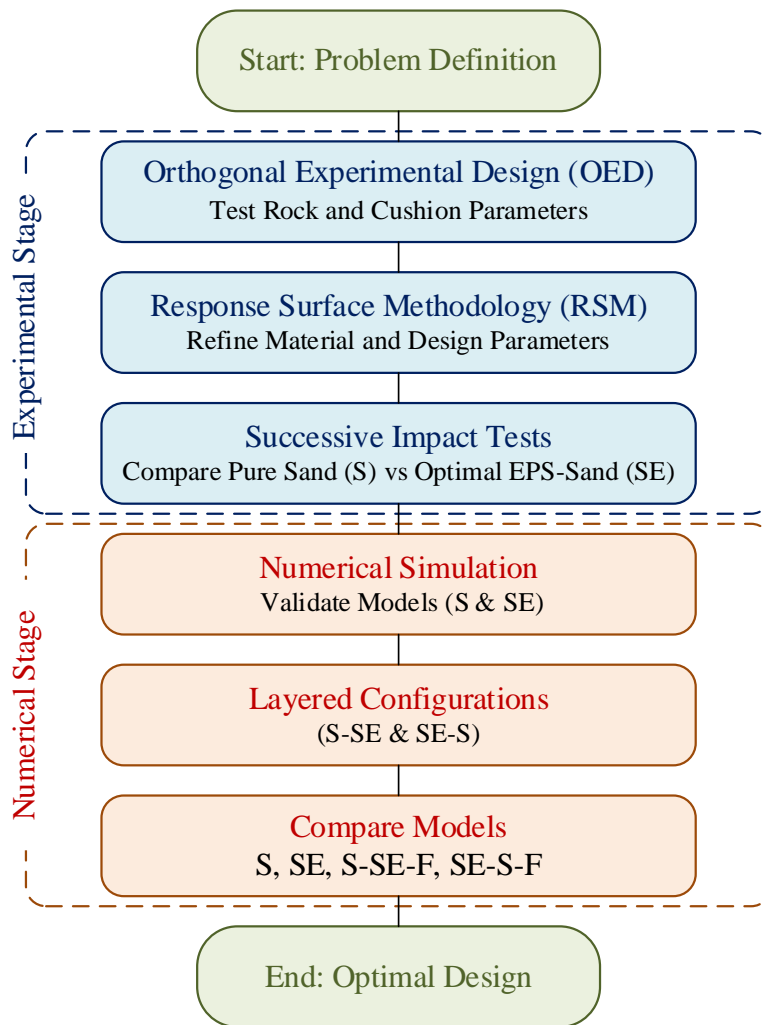 Start: Problem Definition
Experimental Stage
Orthogonal Experimental Design (OED)
Test Rock and Cushion Parameters
Response Surface Methodology (RSM)
Refine Material and Design Parameters
Successive Impact Tests
Compare Pure Sand (S) vs Optimal EPS-Sand (SE)
Numerical Stage
Numerical Simulation
Validate Models (S & SE)
Layered Configurations
(S-SE & SE-S)
Compare Models
S, SE, S-SE-F, SE-S-F
End: Optimal Design